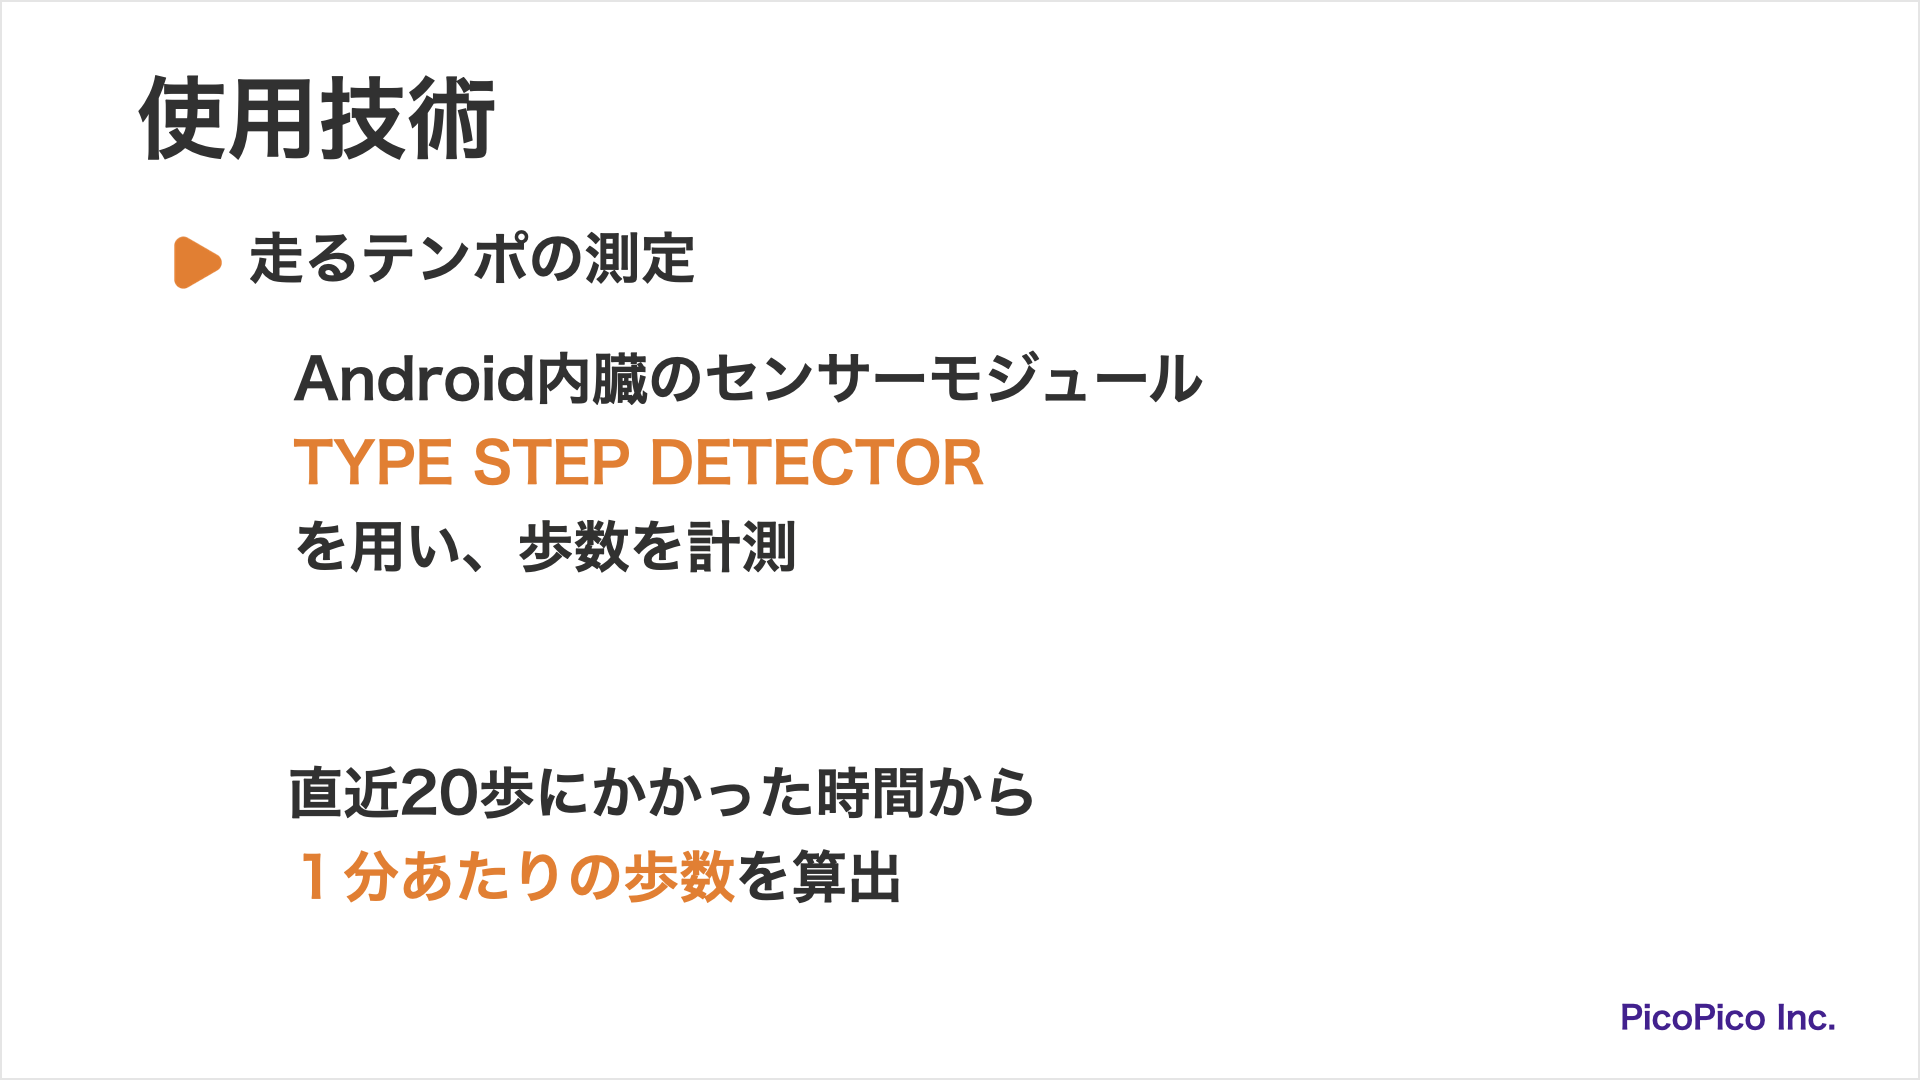 使用技術
走るテンポの測定
Android内臓のセンサーモジュール
TYPE STEP DETECTOR
を用い、歩数を計測
直近20歩にかかった時間から
１分あたりの歩数を算出
PicoPico Inc.